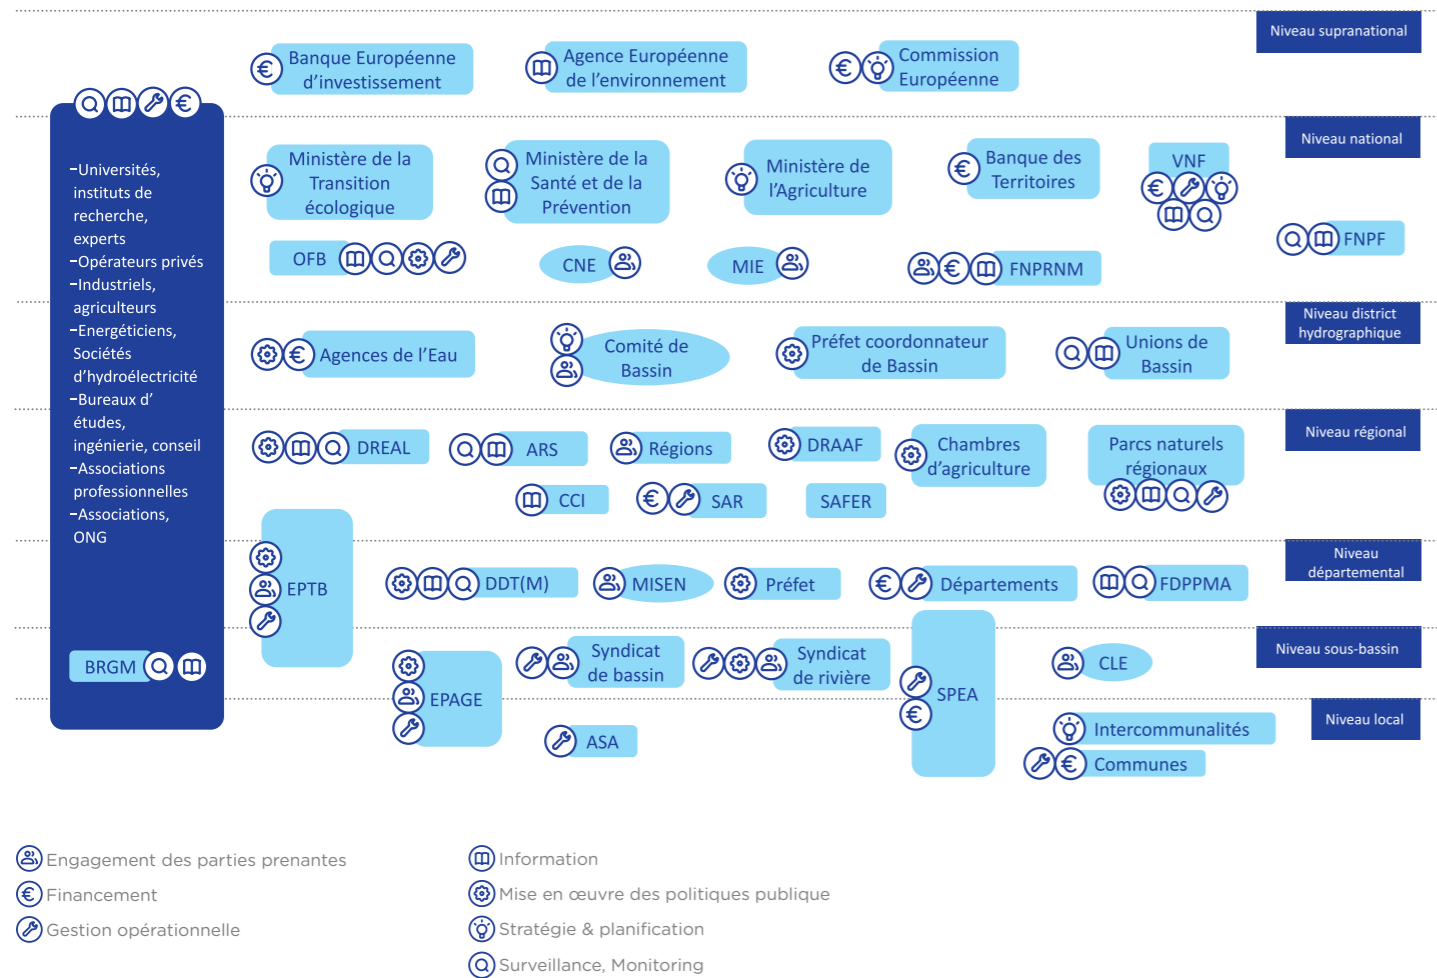 Niveau supranational
Banque Européenne
d’investissement
Agence Européenne
de l’environnement
Commission
Européenne
-Universités,
instituts de
recherche,
experts
-Opérateurs privés
-Industriels,
agriculteurs
-Energéticiens,
Sociétés
d’hydroélectricité
-Bureaux d’
études,
ingénierie, conseil
-Associations
professionnelles
-Associations,
ONG
BRGM
Niveau national
Ministère de la
Transition
écologique
Ministère de la
Santé et de la
Prévention
Ministère de
l’Agriculture
Banque des
Territoires
VNF
FNPF
OFB
CNE
MIE
FNPRNM
Niveau district
hydrographique
Agences de l’Eau
Comité de
Bassin
Préfet coordonnateur
de Bassin
Unions de
Bassin
Niveau régional
DREAL
ARS
Régions
DRAAF
Chambres
d’agriculture
Parcs naturels
régionaux
CCI
SAR
SAFER
Niveau
départemental
EPTB
DDT(M)
MISEN
Préfet
Départements
FDPPMA
Niveau sous-bassin
Syndicat
de bassin
Syndicat
de rivière
CLE
EPAGE
SPEA
Niveau local
ASA
Intercommunalités
Communes
Engagement des parties prenantes
Financement
Gestion opérationnelle
Information
Mise en œuvre des politiques publique
Stratégie & planification
Surveillance, Monitoring